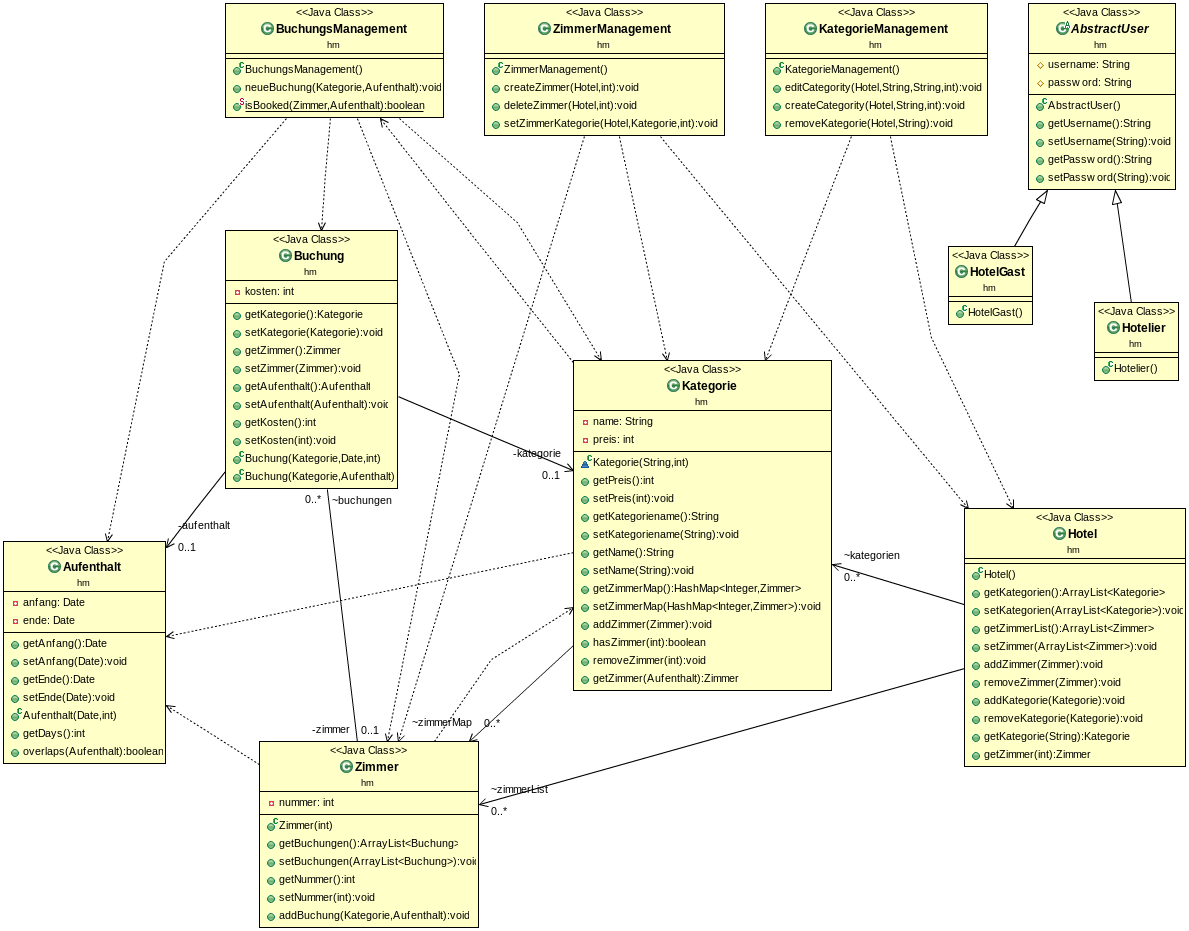 <<Java Class>>
BuchungsManagement
hm
BuchungsManagement()
neueBuchung(Kategorie,Aufenthalt):void
isBooked(Zimmer,Aufenthalt):boolean
<<Java Class>>
ZimmerManagement
hm
ZimmerManagement()
createZimmer(Hotel,int):void
deleteZimmer(Hotel,int):void
setZimmerKategorie(Hotel,Kategorie,int):void
<<Java Class>>
KategorieManagement
hm
KategorieManagement()
editCategority(Hotel,String,String,int):void
createCategority(Hotel,String,int):void
removeKategorie(Hotel,String):void
<<Java Class>>
AbstractUser
hm
username: String
password: String
AbstractUser()
getUsername():String
setUsername(String):void
getPassword():String
setPassword(String):void
<<Java Class>>
HotelGast
hm
HotelGast()
<<Java Class>>
Hotelier
hm
Hotelier()
<<Java Class>>
Buchung
hm
kosten: int
getKategorie():Kategorie
setKategorie(Kategorie):void
getZimmer():Zimmer
setZimmer(Zimmer):void
getAufenthalt():Aufenthalt
setAufenthalt(Aufenthalt):void
getKosten():int
setKosten(int):void
Buchung(Kategorie,Date,int)
Buchung(Kategorie,Aufenthalt)
-kategorie
0..1
0..*
~buchungen
-aufenthalt
0..1
<<Java Class>>
Kategorie
hm
name: String
preis: int
Kategorie(String,int)
getPreis():int
setPreis(int):void
getKategoriename():String
setKategoriename(String):void
getName():String
setName(String):void
getZimmerMap():HashMap<Integer,Zimmer>
setZimmerMap(HashMap<Integer,Zimmer>):void
addZimmer(Zimmer):void
hasZimmer(int):boolean
removeZimmer(int):void
getZimmer(Aufenthalt):Zimmer
~kategorien
0..*
<<Java Class>>
Hotel
hm
Hotel()
getKategorien():ArrayList<Kategorie>
setKategorien(ArrayList<Kategorie>):void
getZimmerList():ArrayList<Zimmer>
setZimmer(ArrayList<Zimmer>):void
addZimmer(Zimmer):void
removeZimmer(Zimmer):void
addKategorie(Kategorie):void
removeKategorie(Kategorie):void
getKategorie(String):Kategorie
getZimmer(int):Zimmer
<<Java Class>>
Aufenthalt
hm
anfang: Date
ende: Date
getAnfang():Date
setAnfang(Date):void
getEnde():Date
setEnde(Date):void
Aufenthalt(Date,int)
getDays():int
overlaps(Aufenthalt):boolean
-zimmer
0..1
~zimmerMap
0..*
~zimmerList
0..*
<<Java Class>>
Zimmer
hm
nummer: int
Zimmer(int)
getBuchungen():ArrayList<Buchung>
setBuchungen(ArrayList<Buchung>):void
getNummer():int
setNummer(int):void
addBuchung(Kategorie,Aufenthalt):void